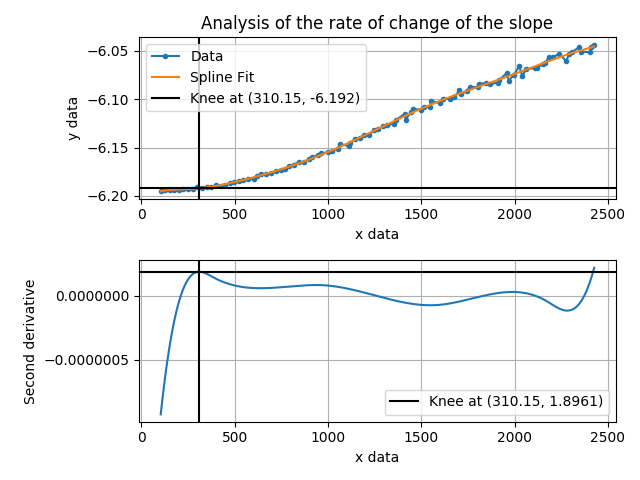 Analysis of the rate of change of the slope
Data
Spline Fit
Knee at (310.15, -6.192)
y data
−6.05
−6.10
−6.15
−6.20
0 500 1000 1500 2000 2500
x data
Second derivative
0.0000000
−0.0000005
Knee at (310.15, 1.8961)
0 500 1000 1500 2000 2500
x data